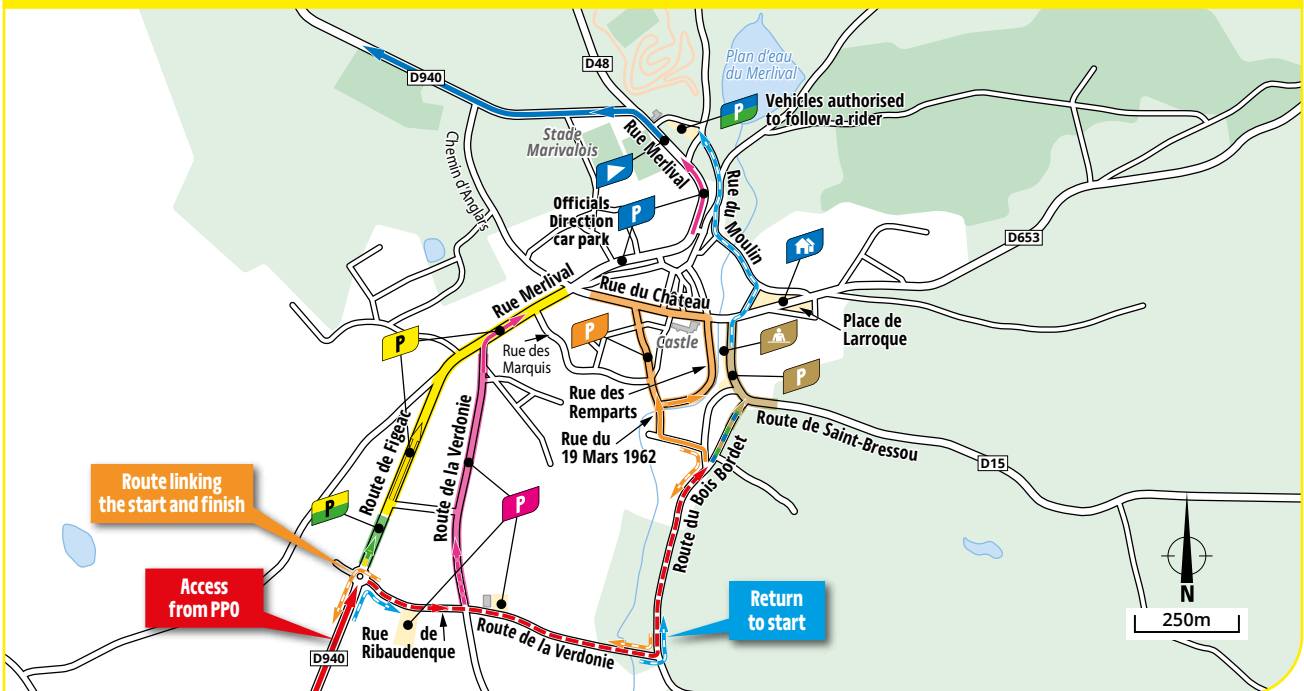 Plan d'eau
du Merlival
D48
D940
P
Vehicles authorised
to follow a rider
Stade
Marivalois
Rue Merlival
Chemin d'Anglars
Rue du Moulin
Officials
Direction
car park
P
D653
Rue Merlival
Rue du Château
P
P
Castle
Place de
Larroque
Rue des
Marquis
P
Rue des
Remparts
Rue du
19 Mars 1962
Route de Saint-Bressou
D15
Route de Figeac
Route de la Verdonie
Route du Bois Bordet
Route linking
the start and finish
P
P
Access
from PPO
Return
to start
N
250m
Rue de
Ribaudenque
Route de la Verdonie
D940